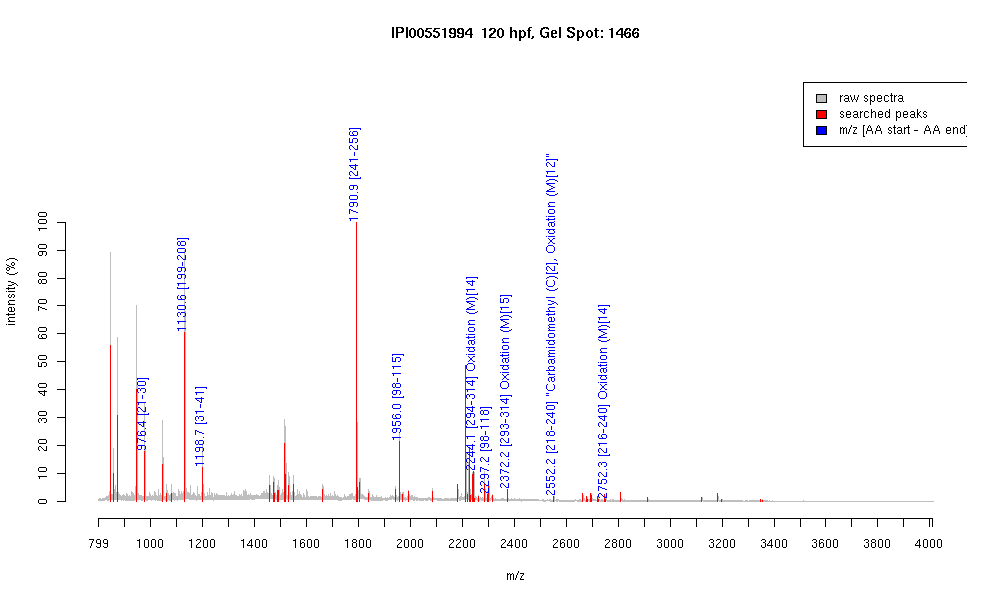 IPI00551994 120 hpf, Gel Spot: 1466
raw spectra
searched peaks
m/z [AA start - AA end]
intensity (%)
100
90
80
70
60
50
40
30
20
10
0
976.4 [21-30]
1130.6 [199-208]
1198.7 [31-41]
1790.9 [241-256]
1956.0 [98-115]
2244.1 [294-314] Oxidation (M)[14]
2297.2 [98-118]
2372.2 [293-314] Oxidation (M)[15]
2552.2 [218-240] "Carbamidomethyl (C)[2], Oxidation (M)[12]"
2752.3 [216-240] Oxidation (M)[14]
799 1000 1200 1400 1600 1800 2000 2200 2400 2600 2800 3000 3200 3400 3600 3800 4000
m/z